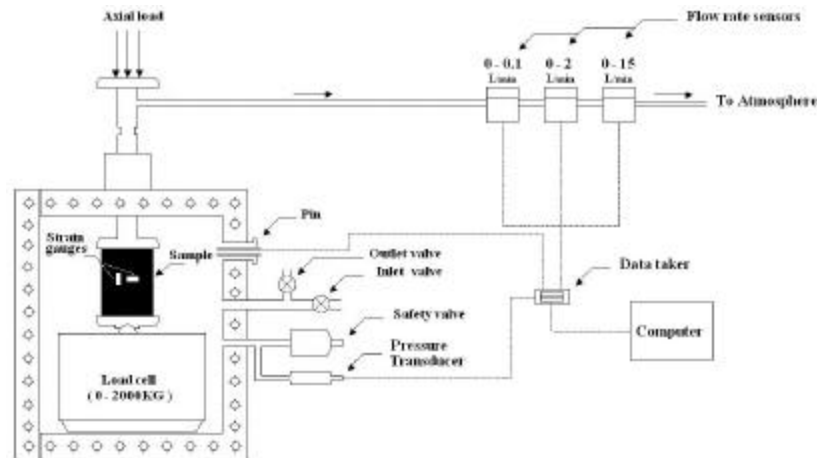 Axial load
Flow rate sensors
0 - 0.1
L/min
0 - 2
L/min
0 - 15
L/min
To Atmosphere
Pin
Strain
gauges
Sample
Outlet valve
Inlet valve
Data taker
Safety valve
Computer
Pressure
Transducer
Load cell
( 0 - 2000KG )